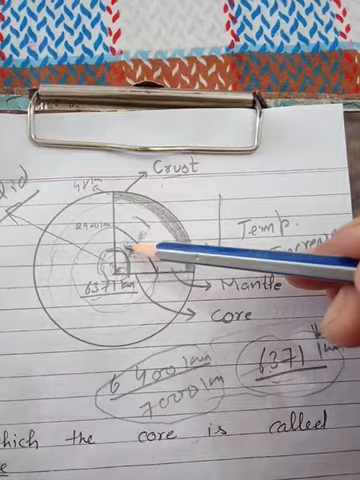 Crust
Temp.
Mantle
Core
6371 km
6400 km
7000 km
6371 km
which the core is called